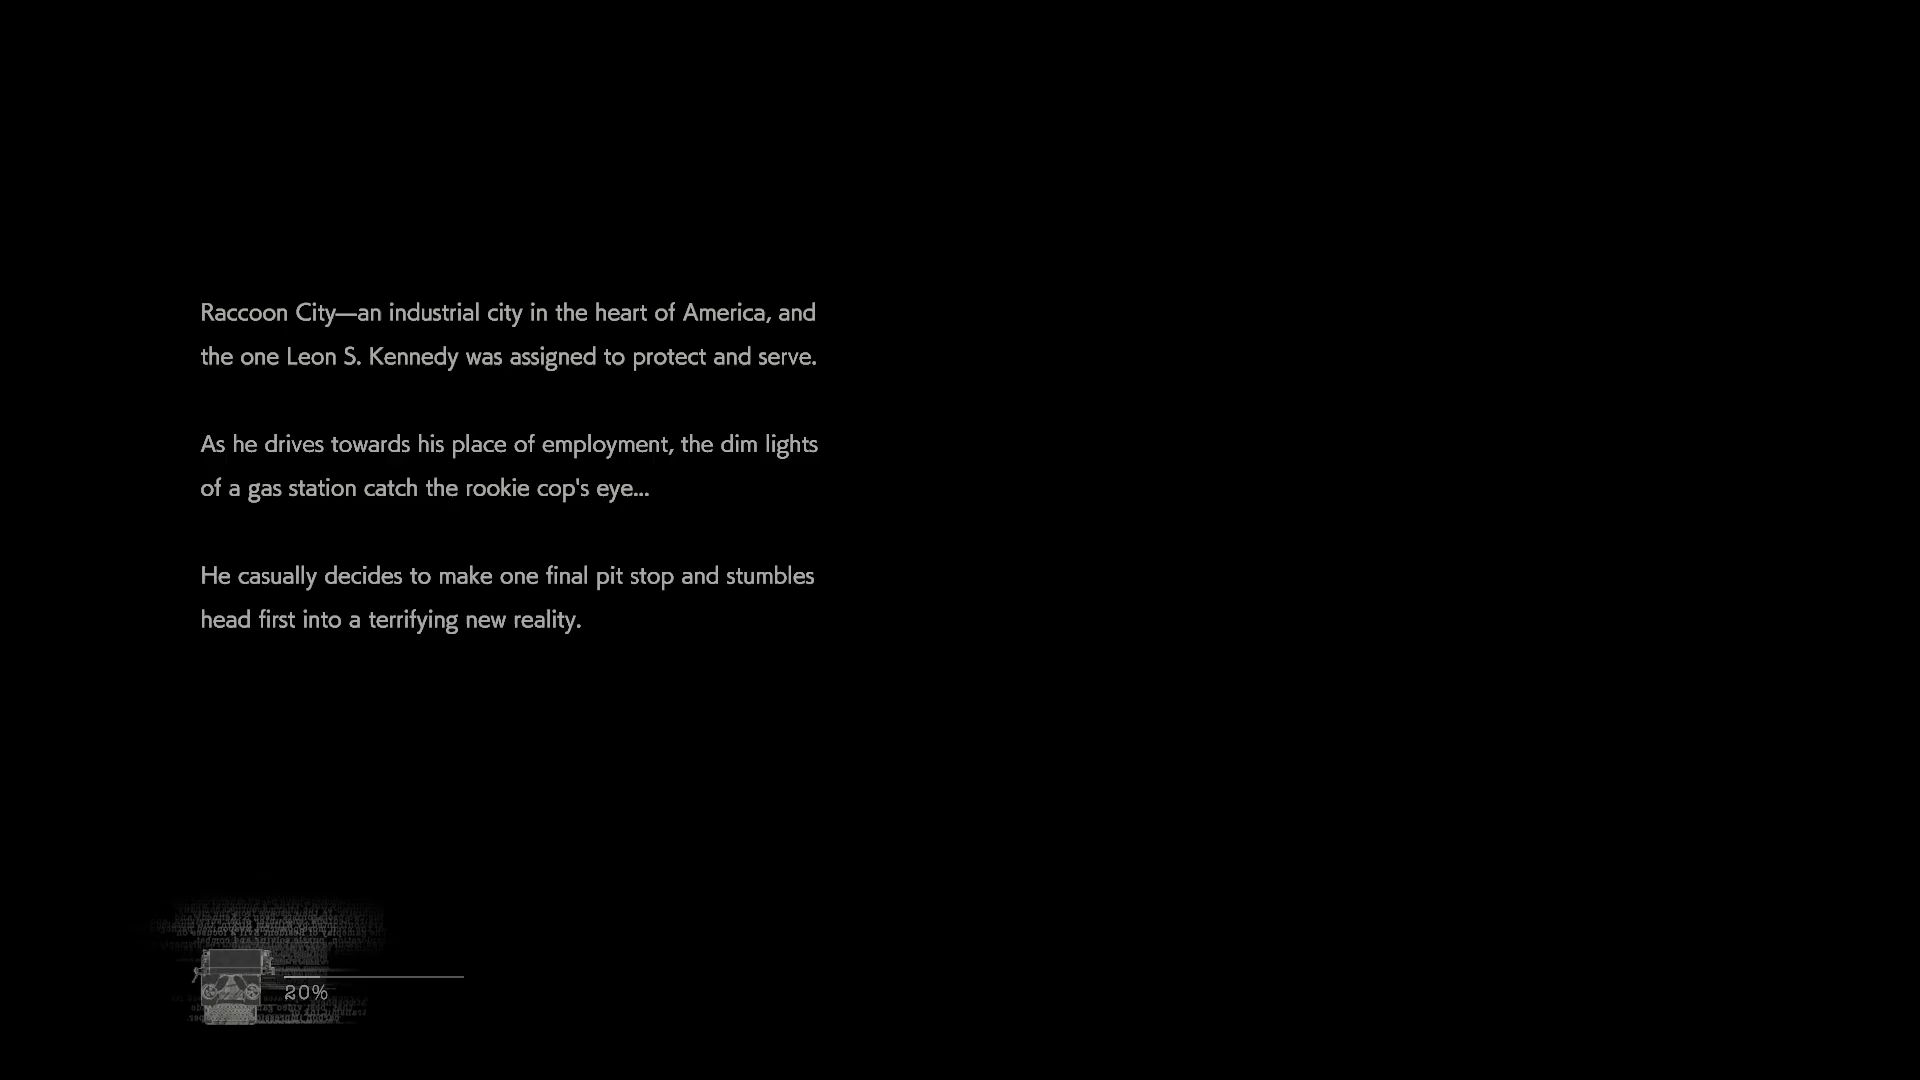 Raccoon City—an industrial city in the heart of America, and
the one Leon S. Kennedy was assigned to protect and serve.
As he drives towards his place of employment, the dim lights
of a gas station catch the rookie cop's eye...
He casually decides to make one final pit stop and stumbles
head first into a terrifying new reality.
20%